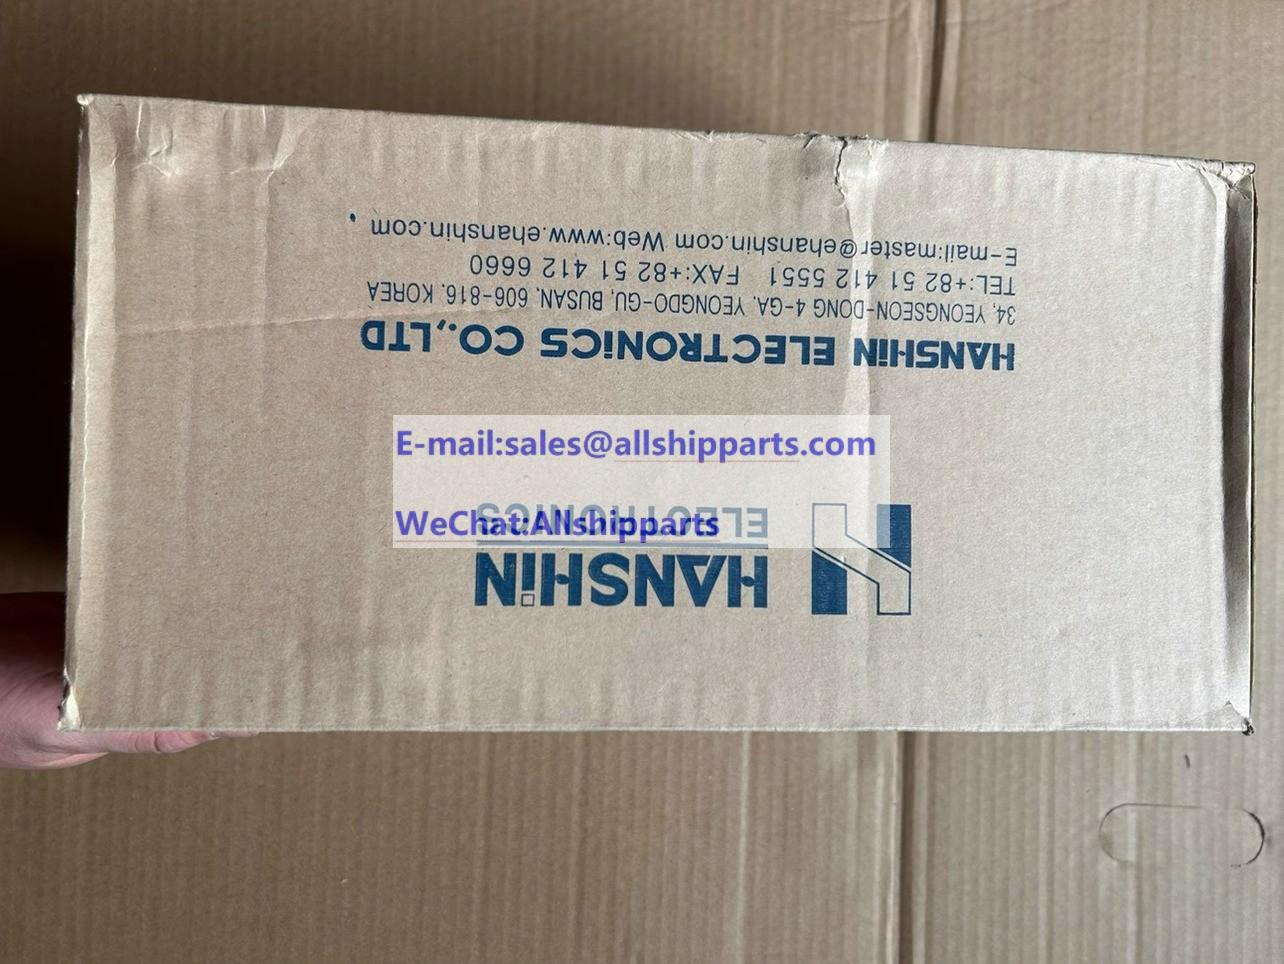 HANSHiN
ELECTRONICS
HANSHiN ELECTRONiCS CO.,LTD
34, YEONGSEON-DONG 4-GA, YEONGDO-GU, BUSAN, 606-816, KOREA
TEL:+82 51 412 5551 FAX:+82 51 412 6660
E-mail:master@ehanshin.com Web:www.ehanshin.com
E-mail:sales@allshipparts.com
WeChat:Allshipparts